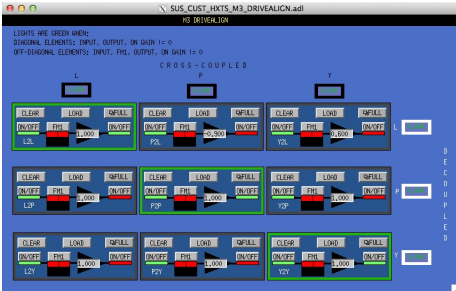 SUS_CUST_HXTS_M3_DRIVEALIGN.adl
M3 DRIVEALIGN
LIGHTS ARE GREEN WHEN:
DIAGONAL ELEMENTS: INPUT, OUTPUT, ON GAIN != 0
OFF-DIAGONAL ELEMENTS: INPUT, FM1, OUTPUT, ON GAIN != 0
CROSS-COUPLED
L P Y
CLEAR LOAD QFULL CLEAR LOAD QFULL CLEAR LOAD QFULL
ON/OFF FM1 1,000 ON/OFF ON/OFF FM1 -0,900 ON/OFF ON/OFF FM1 0,600 ON/OFF L
L2L P2L Y2L
CLEAR LOAD QFULL CLEAR LOAD QFULL CLEAR LOAD QFULL
ON/OFF FM1 1,000 ON/OFF ON/OFF FM1 1,000 ON/OFF ON/OFF FM1 1,000 ON/OFF P
L2P P2P Y2P
CLEAR LOAD QFULL CLEAR LOAD QFULL CLEAR LOAD QFULL
ON/OFF FM1 1,000 ON/OFF ON/OFF FM1 1,000 ON/OFF ON/OFF FM1 1,000 ON/OFF Y
L2Y P2Y Y2Y
DECOUPLED